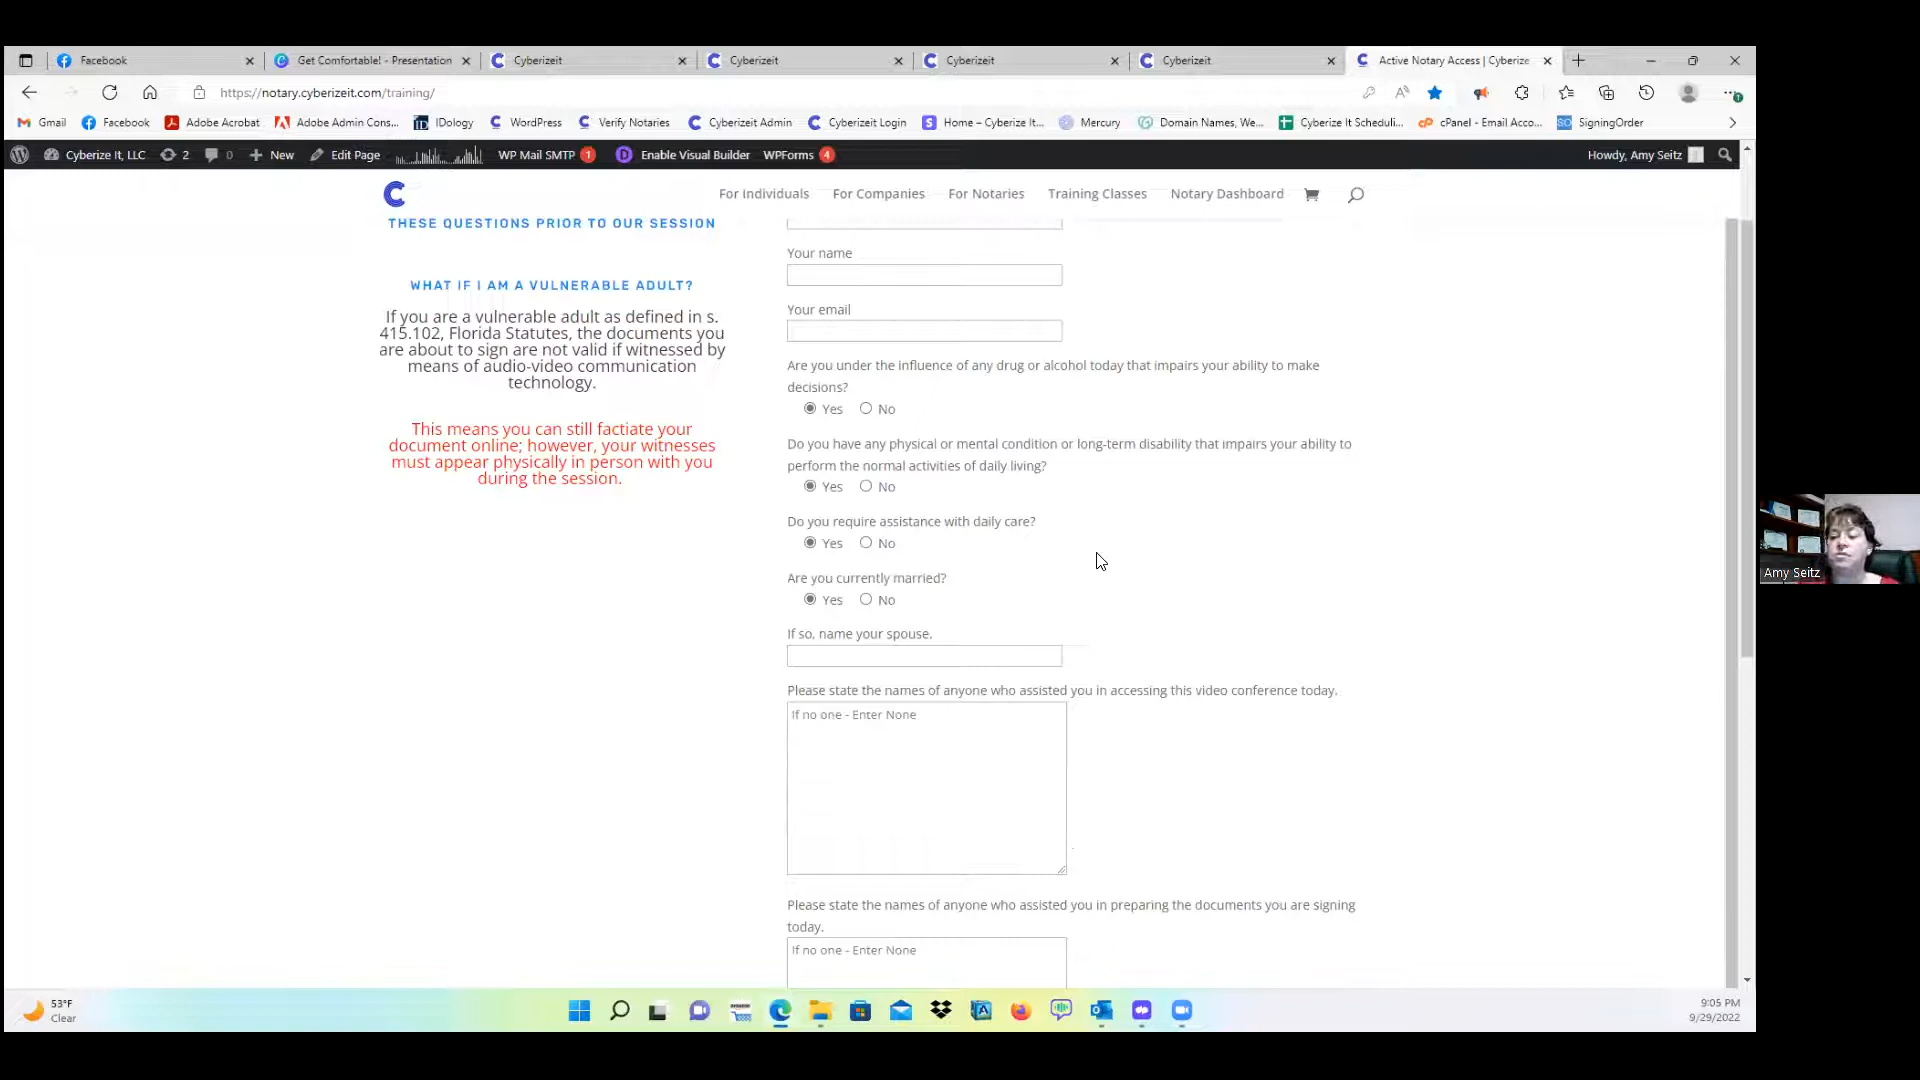 Facebook
Get Comfortable! - Presentation
Cyberizeit
Cyberizeit
Cyberizeit
Cyberizeit
Active Notary Access | Cyberize
https://notary.cyberizeit.com/training/
Gmail
Facebook
Adobe Acrobat
Adobe Admin Cons...
IDology
WordPress
Verify Notaries
Cyberizeit Admin
Cyberizeit Login
Home – Cyberize It...
Mercury
Domain Names, We...
Cyberize It Scheduli...
cPanel - Email Acco...
SigningOrder
Cyberize It, LLC
2
0
New
Edit Page
WP Mail SMTP 1
Enable Visual Builder
WPForms 4
Howdy, Amy Seitz
For Individuals
For Companies
For Notaries
Training Classes
Notary Dashboard
THESE QUESTIONS PRIOR TO OUR SESSION
WHAT IF I AM A VULNERABLE ADULT?
If you are a vulnerable adult as defined in s.
415.102, Florida Statutes, the documents you
are about to sign are not valid if witnessed by
means of audio-video communication
technology.
This means you can still factiate your
document online; however, your witnesses
must appear physically in person with you
during the session.
Your name
Your email
Are you under the influence of any drug or alcohol today that impairs your ability to make
decisions?
Yes No
Do you have any physical or mental condition or long-term disability that impairs your ability to
perform the normal activities of daily living?
Yes No
Do you require assistance with daily care?
Yes No
Are you currently married?
Yes No
If so, name your spouse.
Please state the names of anyone who assisted you in accessing this video conference today.
If no one - Enter None
Please state the names of anyone who assisted you in preparing the documents you are signing
today.
If no one - Enter None
Amy Seitz
53°F
Clear
9:05 PM
9/29/2022